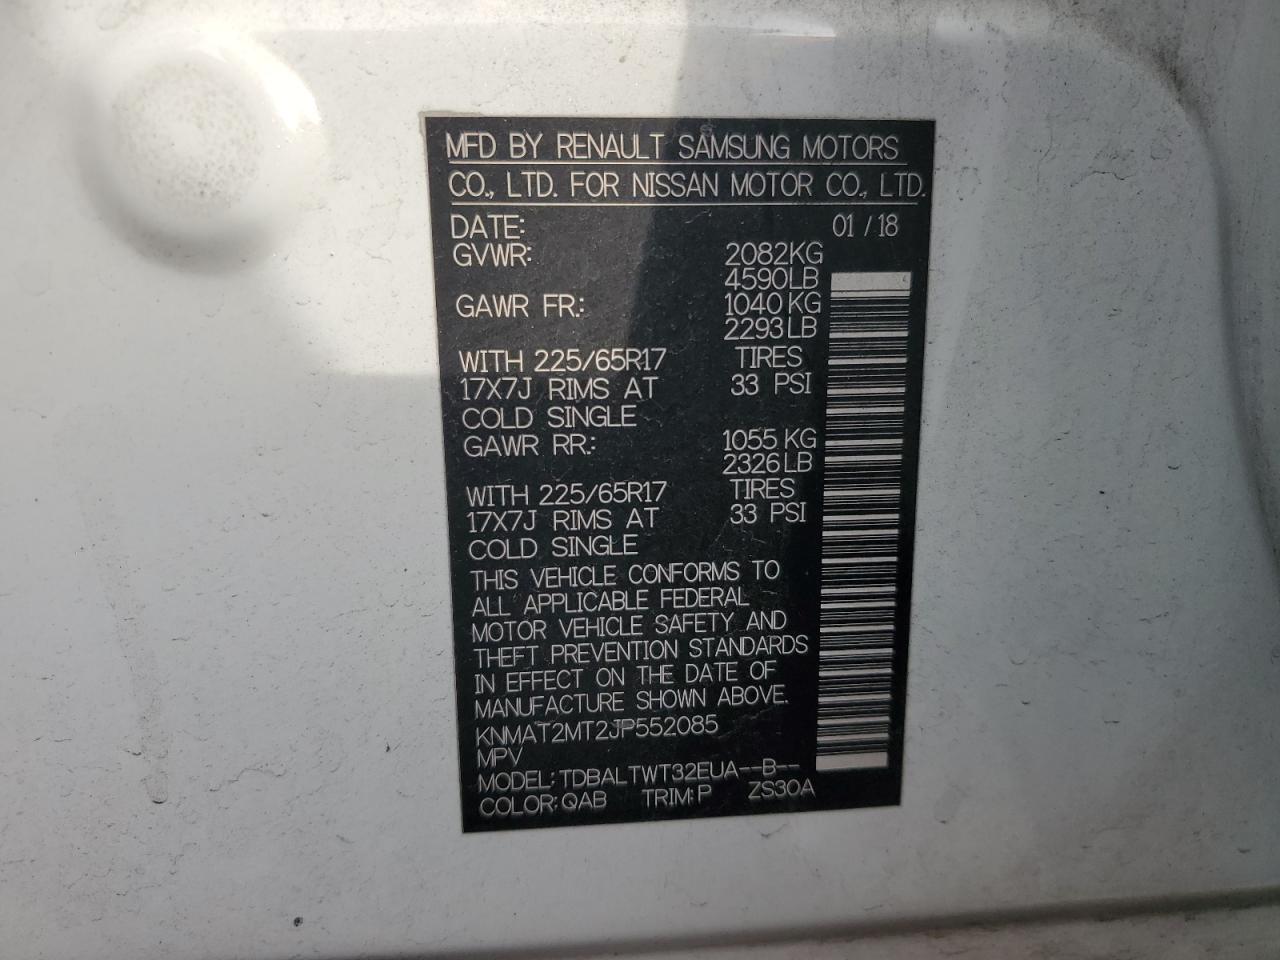 MFD BY RENAULT SAMSUNG MOTORS
CO., LTD. FOR NISSAN MOTOR CO., LTD.
DATE: 01 / 18
GVWR: 2082KG
4590LB
GAWR FR.: 1040KG
2293LB
WITH 225/65R17 TIRES
17X7J RIMS AT 33 PSI
COLD SINGLE
GAWR RR.: 1055KG
2326LB
WITH 225/65R17 TIRES
17X7J RIMS AT 33 PSI
COLD SINGLE
THIS VEHICLE CONFORMS TO
ALL APPLICABLE FEDERAL
MOTOR VEHICLE SAFETY AND
THEFT PREVENTION STANDARDS
IN EFFECT ON THE DATE OF
MANUFACTURE SHOWN ABOVE.
KNMAT2MT2JP552085
MPV
MODEL: TDBALTWT32EUA--B--
COLOR: QAB TRIM: P ZS30A